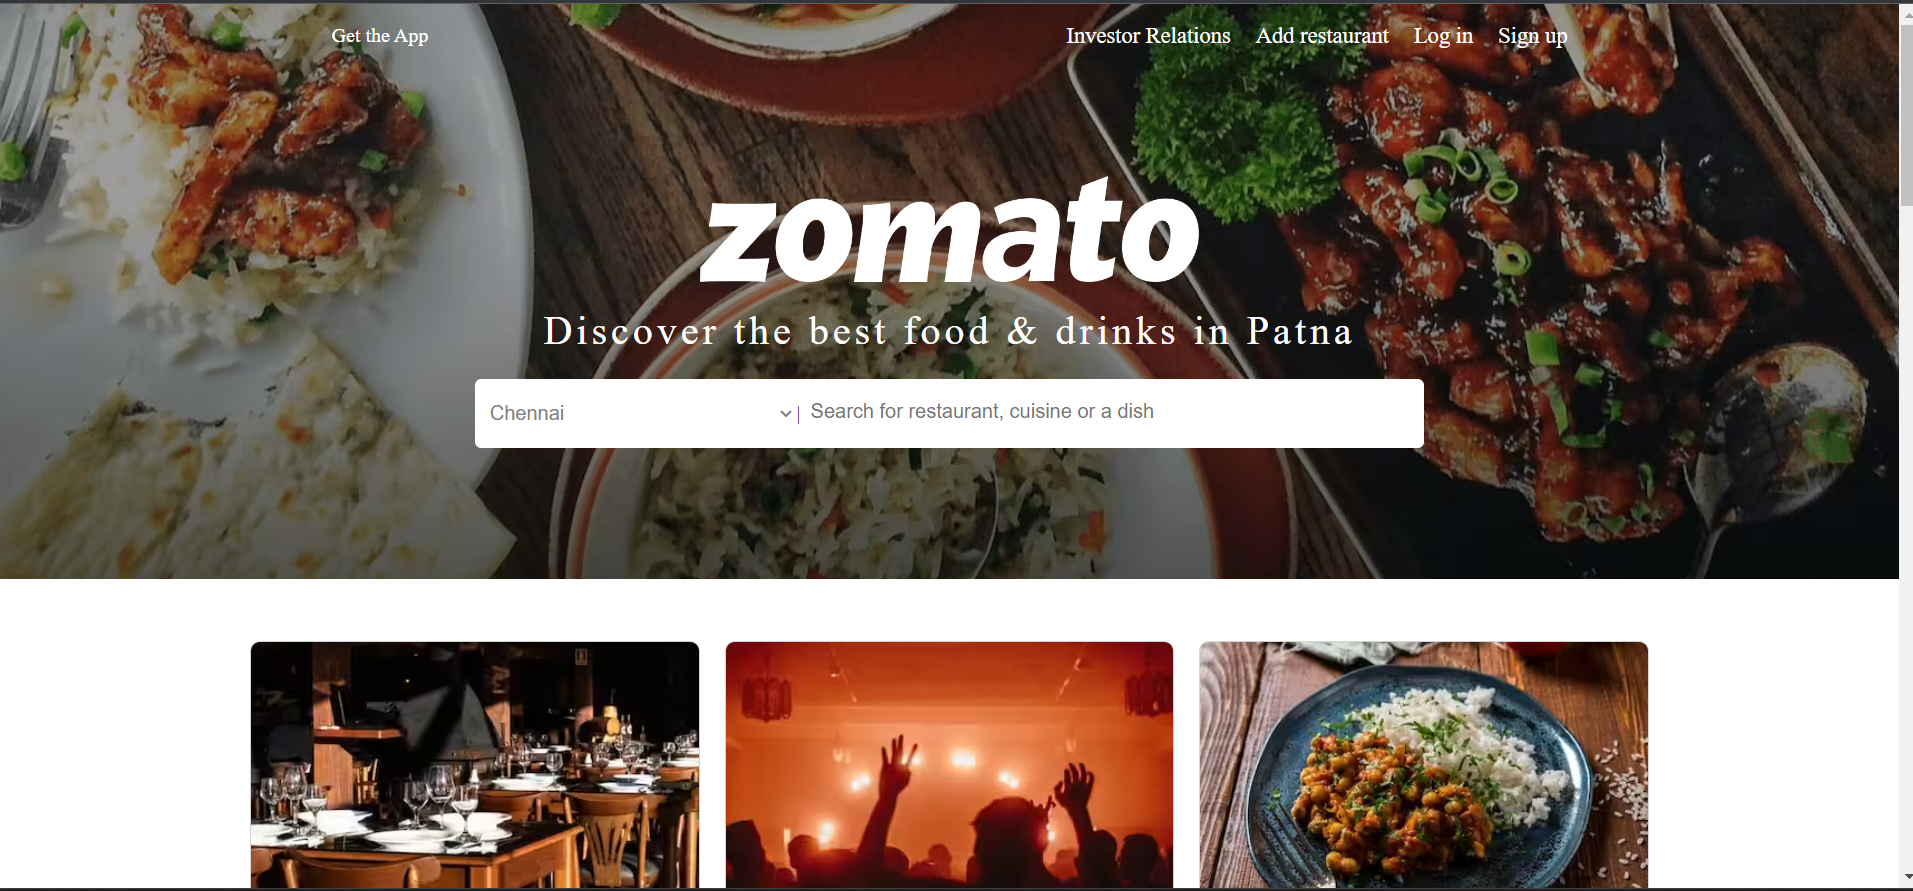 Get the App
Investor Relations Add restaurant Log in Sign up
zomato
Discover the best food & drinks in Patna
Chennai
Search for restaurant, cuisine or a dish